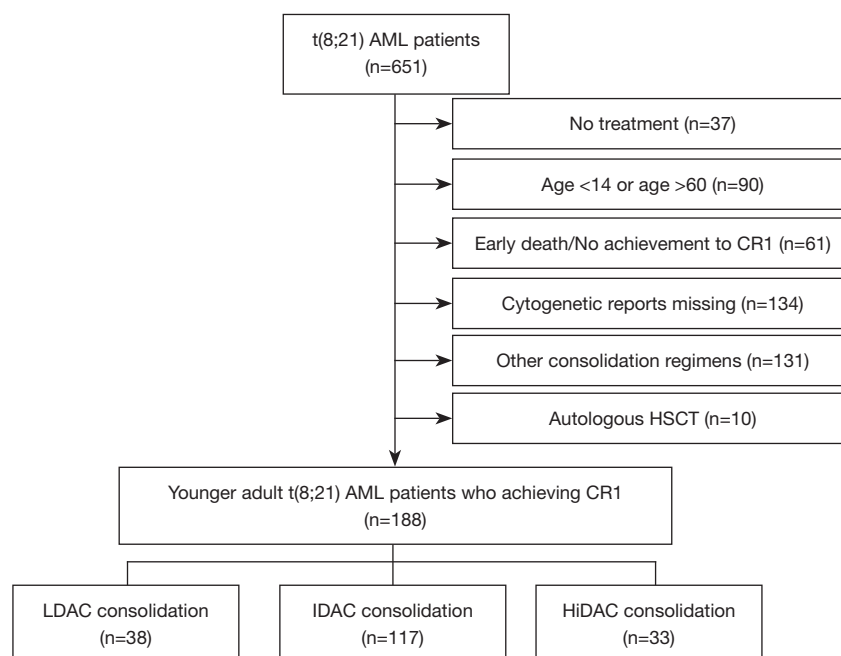 t(8;21) AML patients
(n=651)
No treatment (n=37)
Age <14 or age >60 (n=90)
Early death/No achievement to CR1 (n=61)
Cytogenetic reports missing (n=134)
Other consolidation regimens (n=131)
Autologous HSCT (n=10)
Younger adult t(8;21) AML patients who achieving CR1
(n=188)
LDAC consolidation
(n=38)
IDAC consolidation
(n=117)
HiDAC consolidation
(n=33)